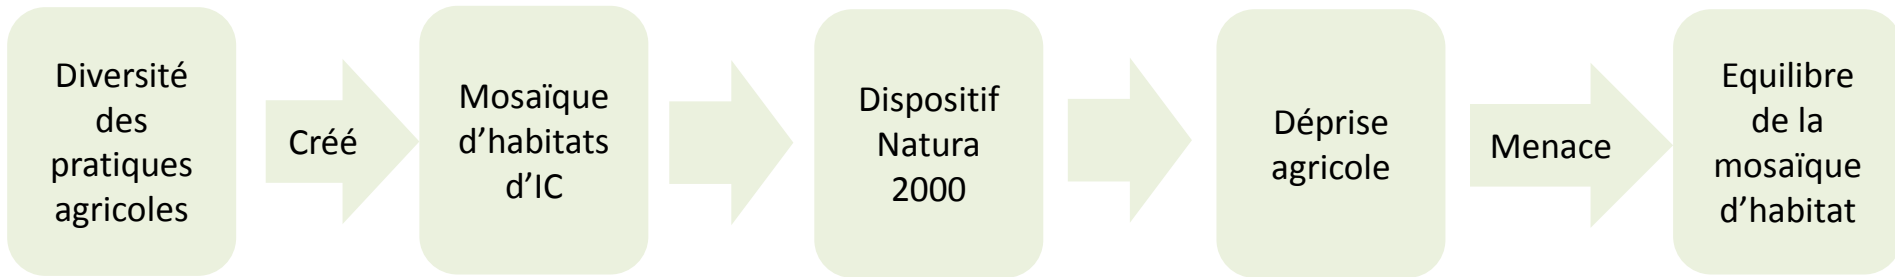 Diversité
des
pratiques
agricoles
Créé
Mosaïque
d’habitats
d’IC
Dispositif
Natura
2000
Déprise
agricole
Menace
Equilibre
de la
mosaïque
d’habitat